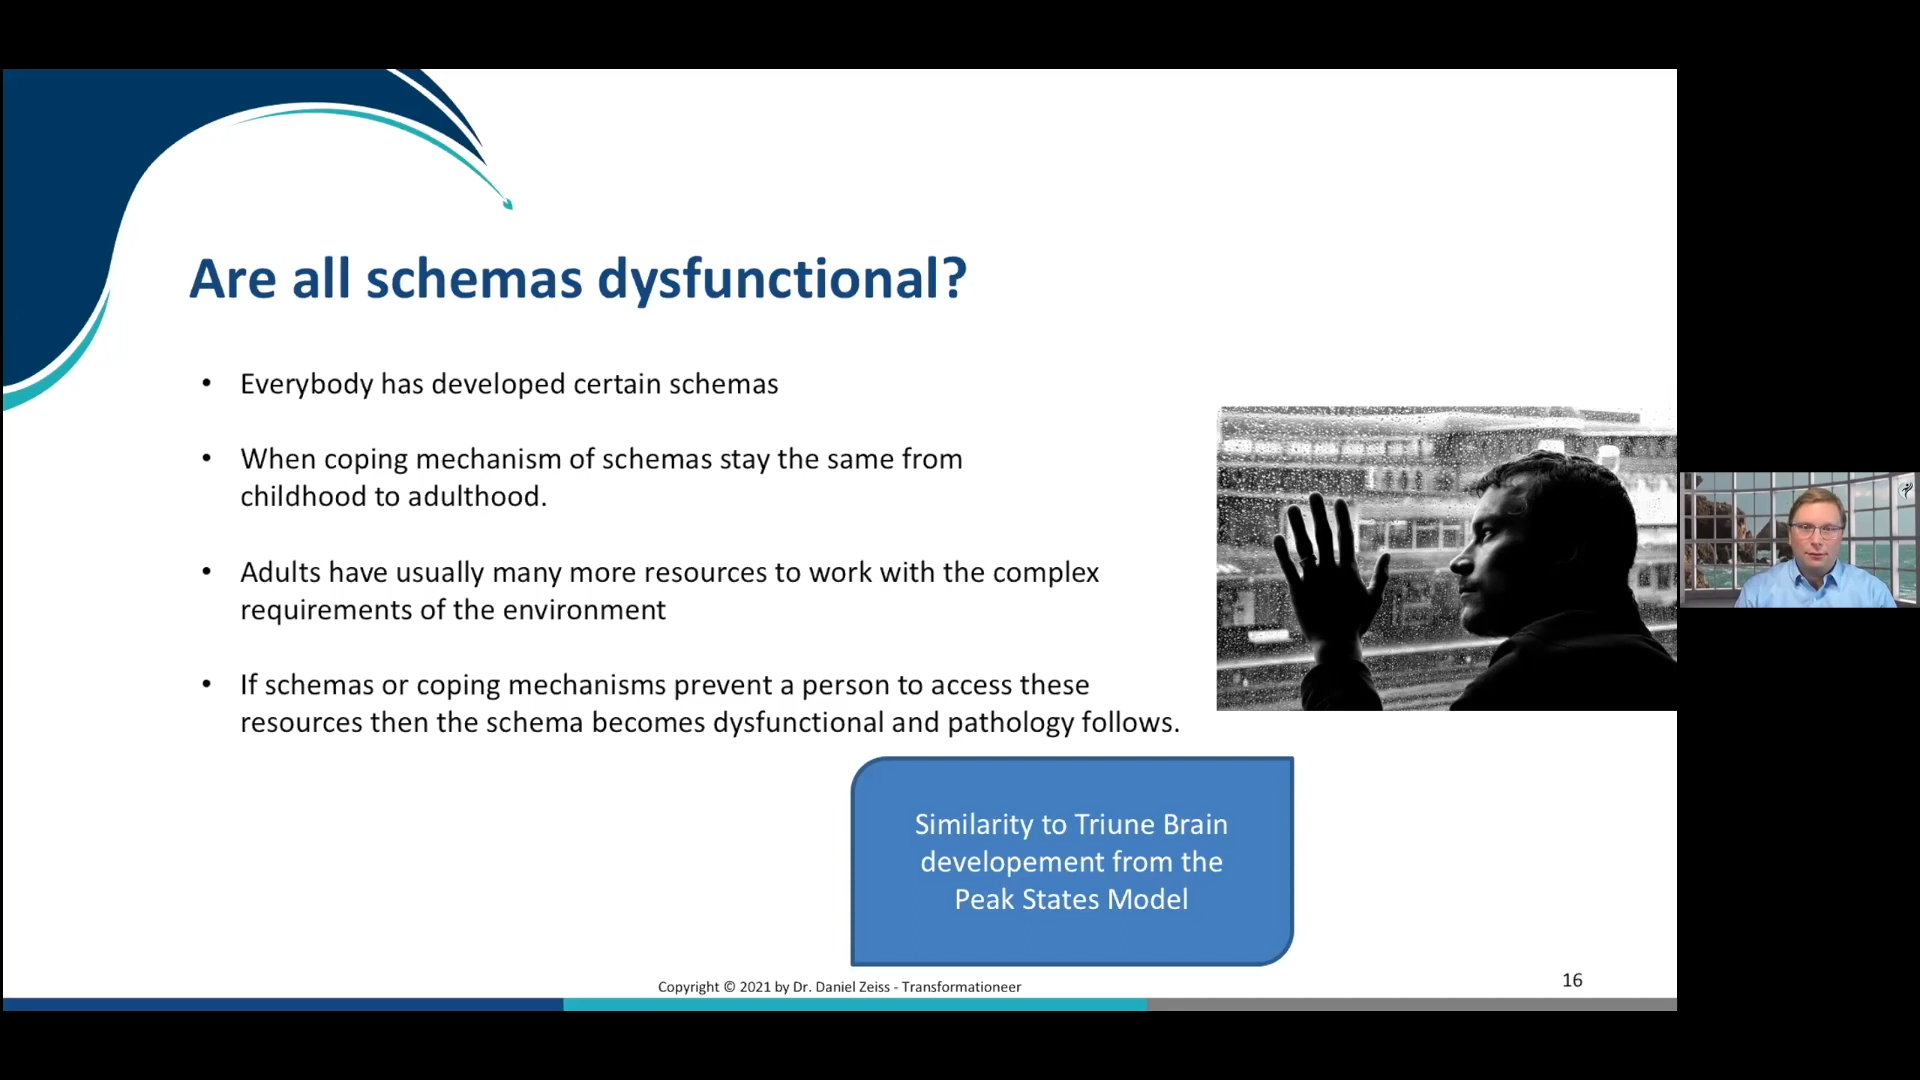 Are all schemas dysfunctional?
• Everybody has developed certain schemas
• When coping mechanism of schemas stay the same from
childhood to adulthood.
• Adults have usually many more resources to work with the complex
requirements of the environment
• If schemas or coping mechanisms prevent a person to access these
resources then the schema becomes dysfunctional and pathology follows.
Similarity to Triune Brain
developement from the
Peak States Model
Copyright © 2021 by Dr. Daniel Zeiss - Transformationeer
16